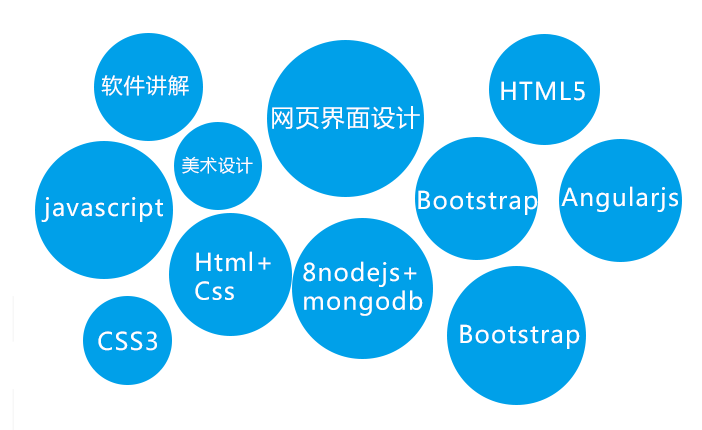 软件讲解
网页界面设计
HTML5
美术设计
javascript
Bootstrap
Angularjs
Html+
Css
8nodejs+
mongodb
CSS3
Bootstrap